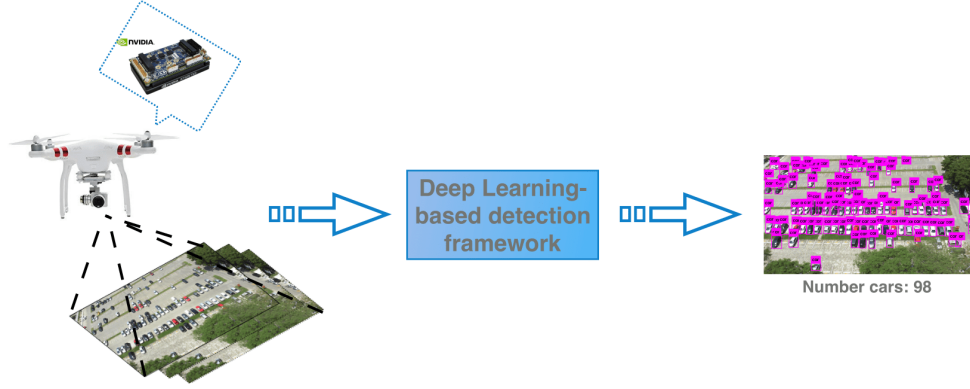 NVIDIA
Deep Learning-
based detection
framework
Number cars: 98